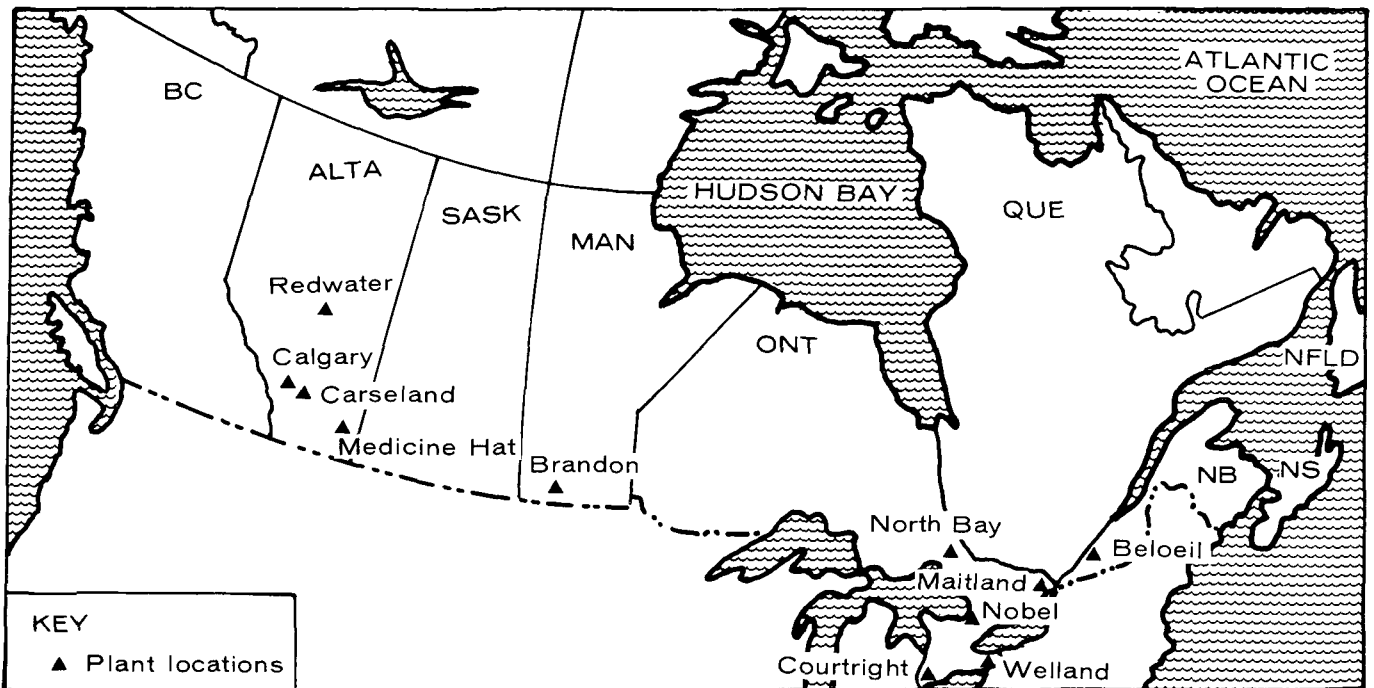 ATLANTIC
OCEAN
BC
ALTA
SASK
HUDSON BAY
QUE
MAN
Redwater
ONT
NFLD
Calgary
Carseland
Medicine Hat
Brandon
NB
NS
North Bay
Beloeil
Maitland
Nobel
KEY
▲ Plant locations
Courtright
Welland